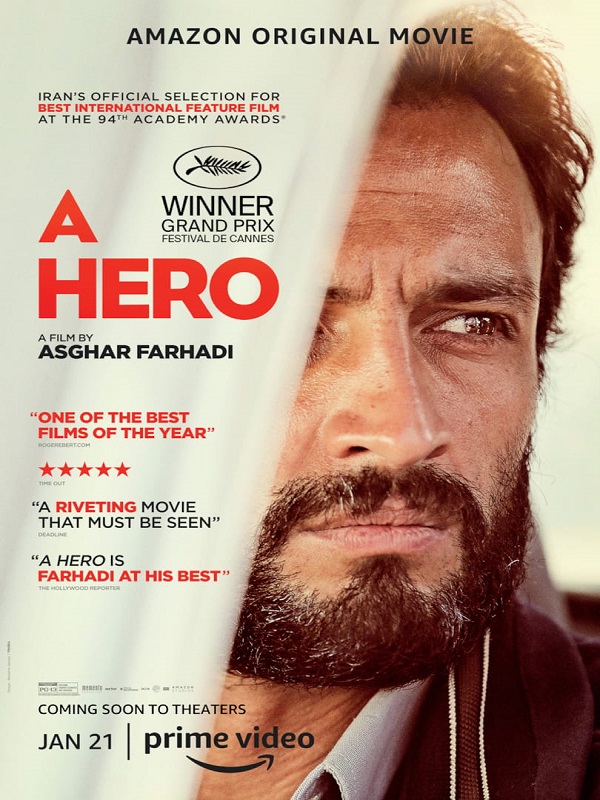 AMAZON ORIGINAL MOVIE
IRAN'S OFFICIAL SELECTION FOR
BEST INTERNATIONAL FEATURE FILM
AT THE 94TH ACADEMY AWARDS®
WINNER
GRAND PRIX
FESTIVAL DE CANNES
A
HERO
A FILM BY
ASGHAR FARHADI
“ONE OF THE BEST
FILMS OF THE YEAR”
ROGEREBERT.COM
★★★★★
TIME OUT
“A RIVETING MOVIE
THAT MUST BE SEEN”
DEADLINE
“A HERO IS
FARHADI AT HIS BEST”
THE HOLLYWOOD REPORTER
PG-13
memento
COMING SOON TO THEATERS
JAN 21 | prime video